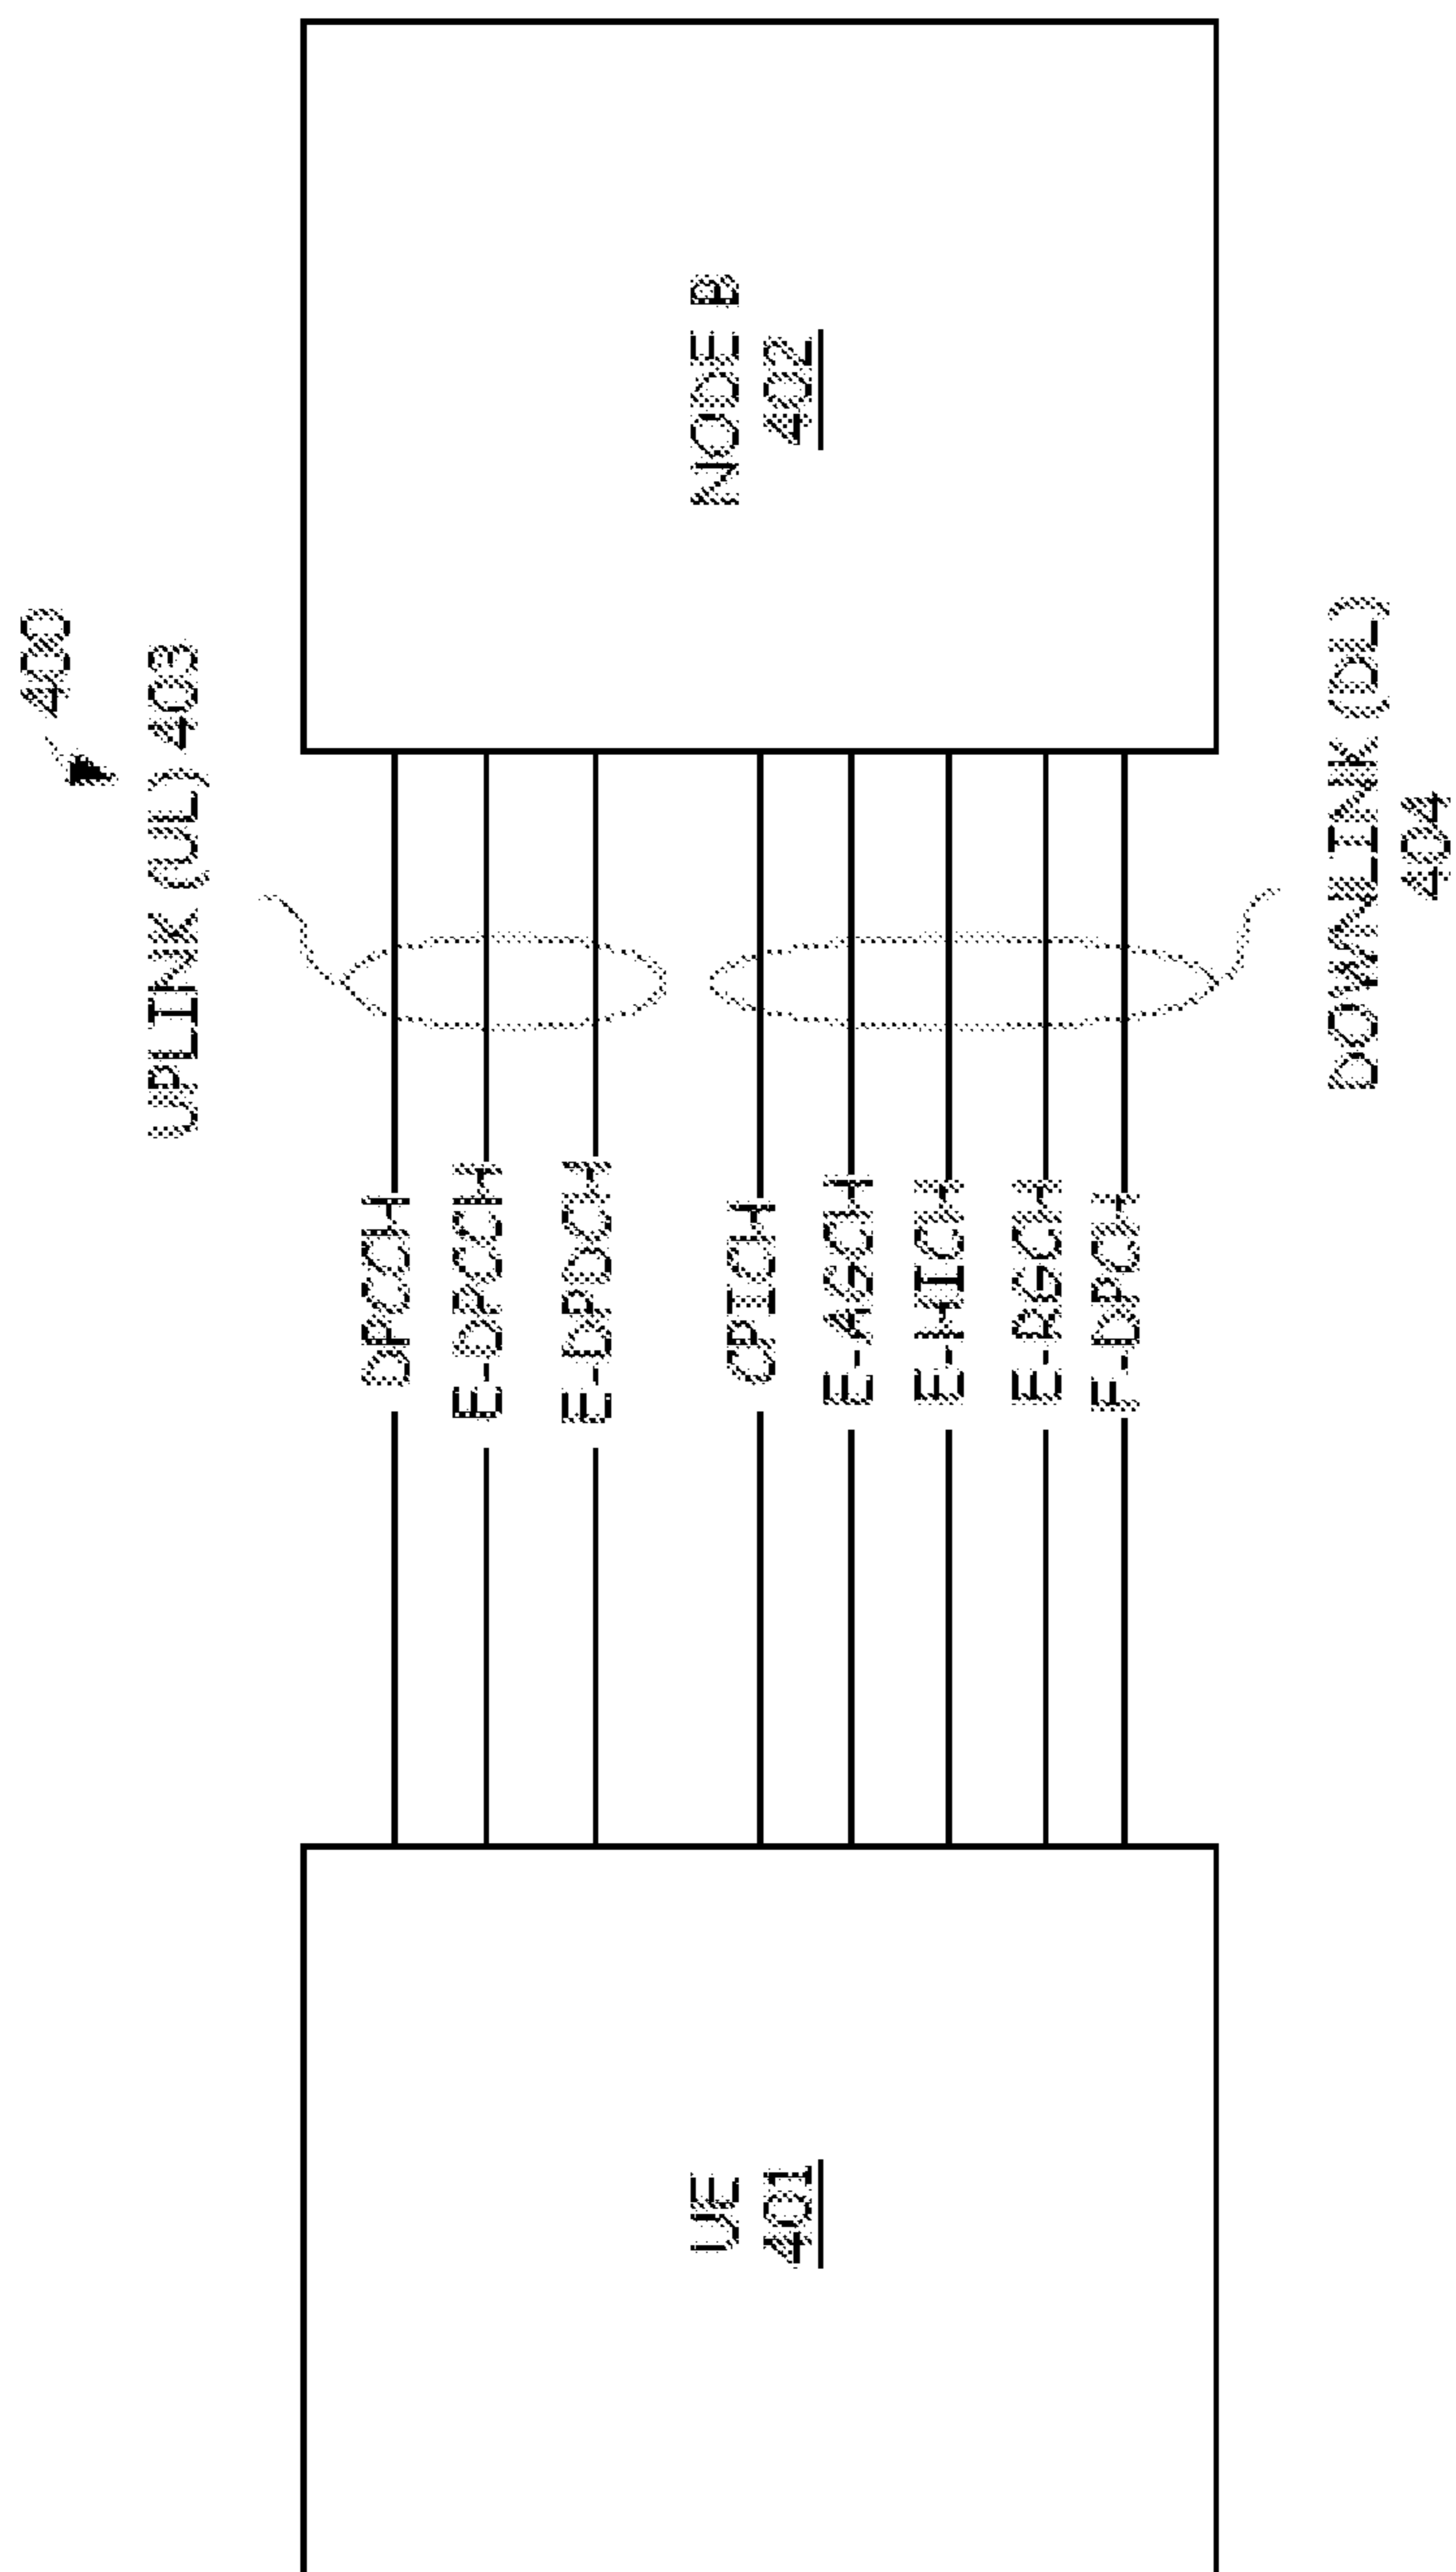 400
UPLINK (UL) 403
DPCCH
E-DPCCH
E-DPDCH
CPICH
E-AGCH
E-HICH
E-RGCH
F-DPCH
UE
401
NODE B
402
DOWNLINK (DL)
404